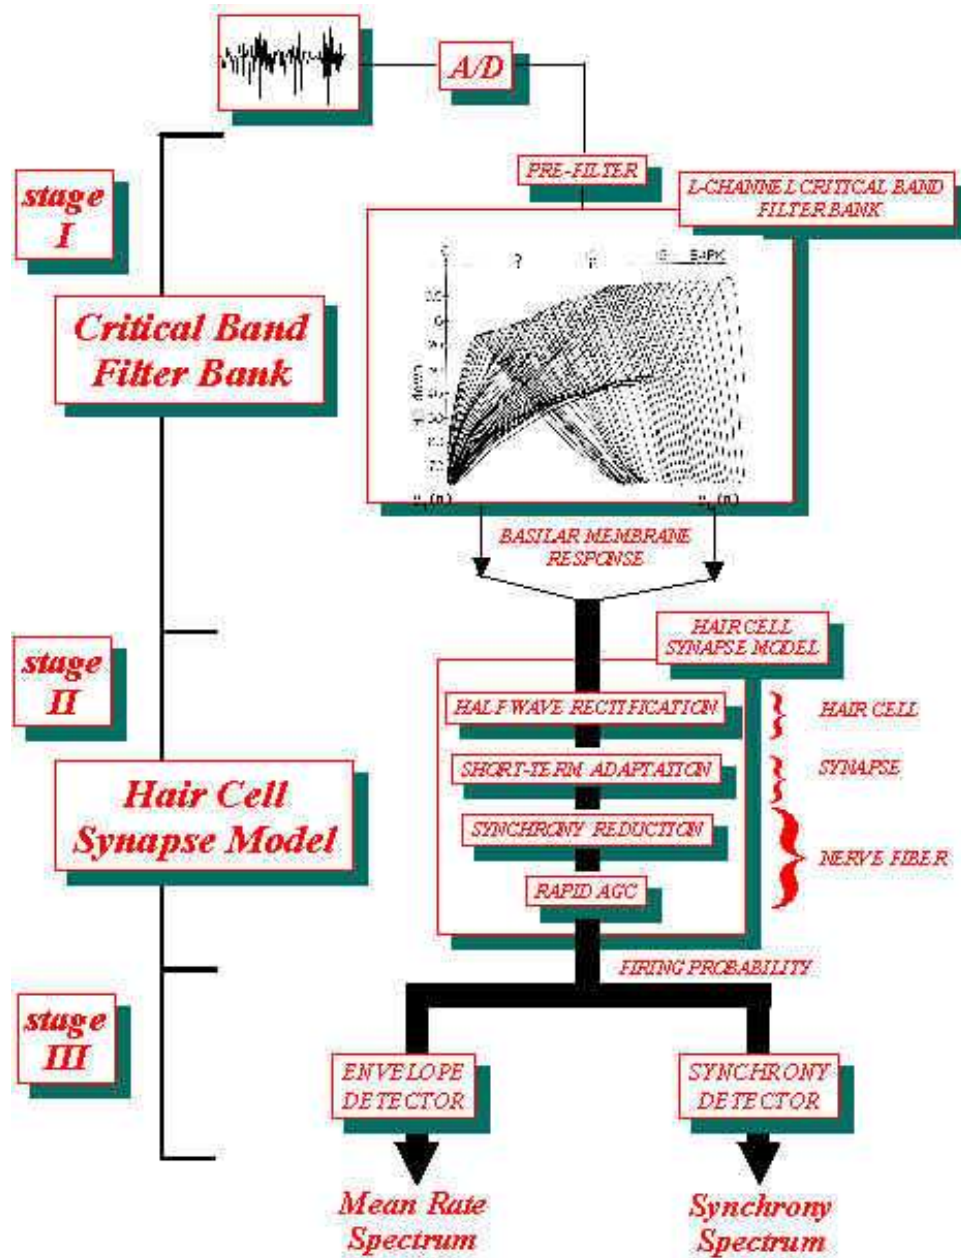 A/D
PRE-FILTER
L-CHANNEL CRITICAL BAND
FILTER BANK
stage
I
Critical Band
Filter Bank
BARK
BASILAR MEMBRANE
RESPONSE
stage
II
HAIR CELL
SYNAPSE MODEL
HALF WAVE RECTIFICATION
HAIR CELL
SHORT-TERM ADAPTATION
SYNAPSE
Hair Cell
Synapse Model
SYNCHRONY REDUCTION
NERVE FIBER
RAPID AGC
FIRING PROBABILITY
stage
III
ENVELOPE
DETECTOR
SYNCHRONY
DETECTOR
Mean Rate
Spectrum
Synchrony
Spectrum